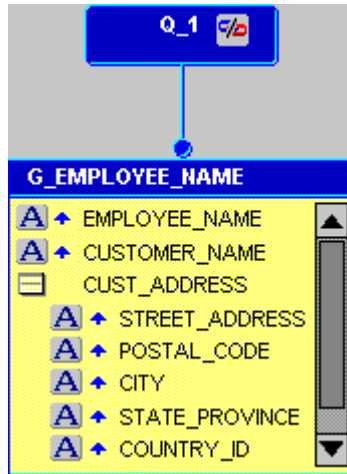 Q_1
G_EMPLOYEE_NAME
A EMPLOYEE_NAME
A CUSTOMER_NAME
CUST_ADDRESS
A STREET_ADDRESS
A POSTAL_CODE
A CITY
A STATE_PROVINCE
A COUNTRY_ID